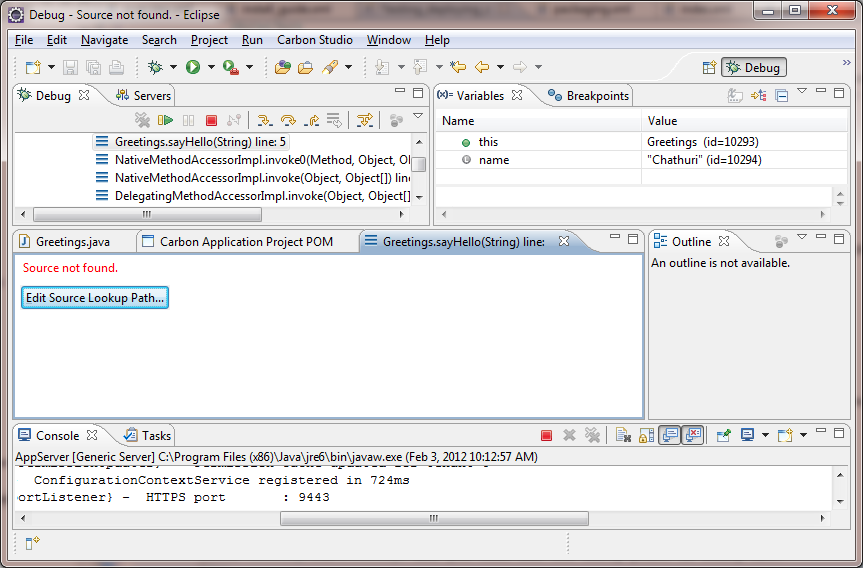 Debug - Source not found. - Eclipse
File Edit Navigate Search Project Run Carbon Studio Window Help
Debug
Debug Servers
Greetings.sayHello(String) line: 5
NativeMethodAccessorImpl.invoke0(Method, Object, Ob
NativeMethodAccessorImpl.invoke(Object, Object[]) line
DelegatingMethodAccessorImpl.invoke(Object, Object[]
(x)= Variables Breakpoints
Name Value
this Greetings (id=10293)
name "Chathuri" (id=10294)
Greetings.java Carbon Application Project POM Greetings.sayHello(String) line:
Source not found.
Edit Source Lookup Path...
Outline
An outline is not available.
Console Tasks
AppServer [Generic Server] C:\Program Files (x86)\Java\jre6\bin\javaw.exe (Feb 3, 2012 10:12:57 AM)
ConfigurationContextService registered in 724ms
ortListener} - HTTPS port : 9443